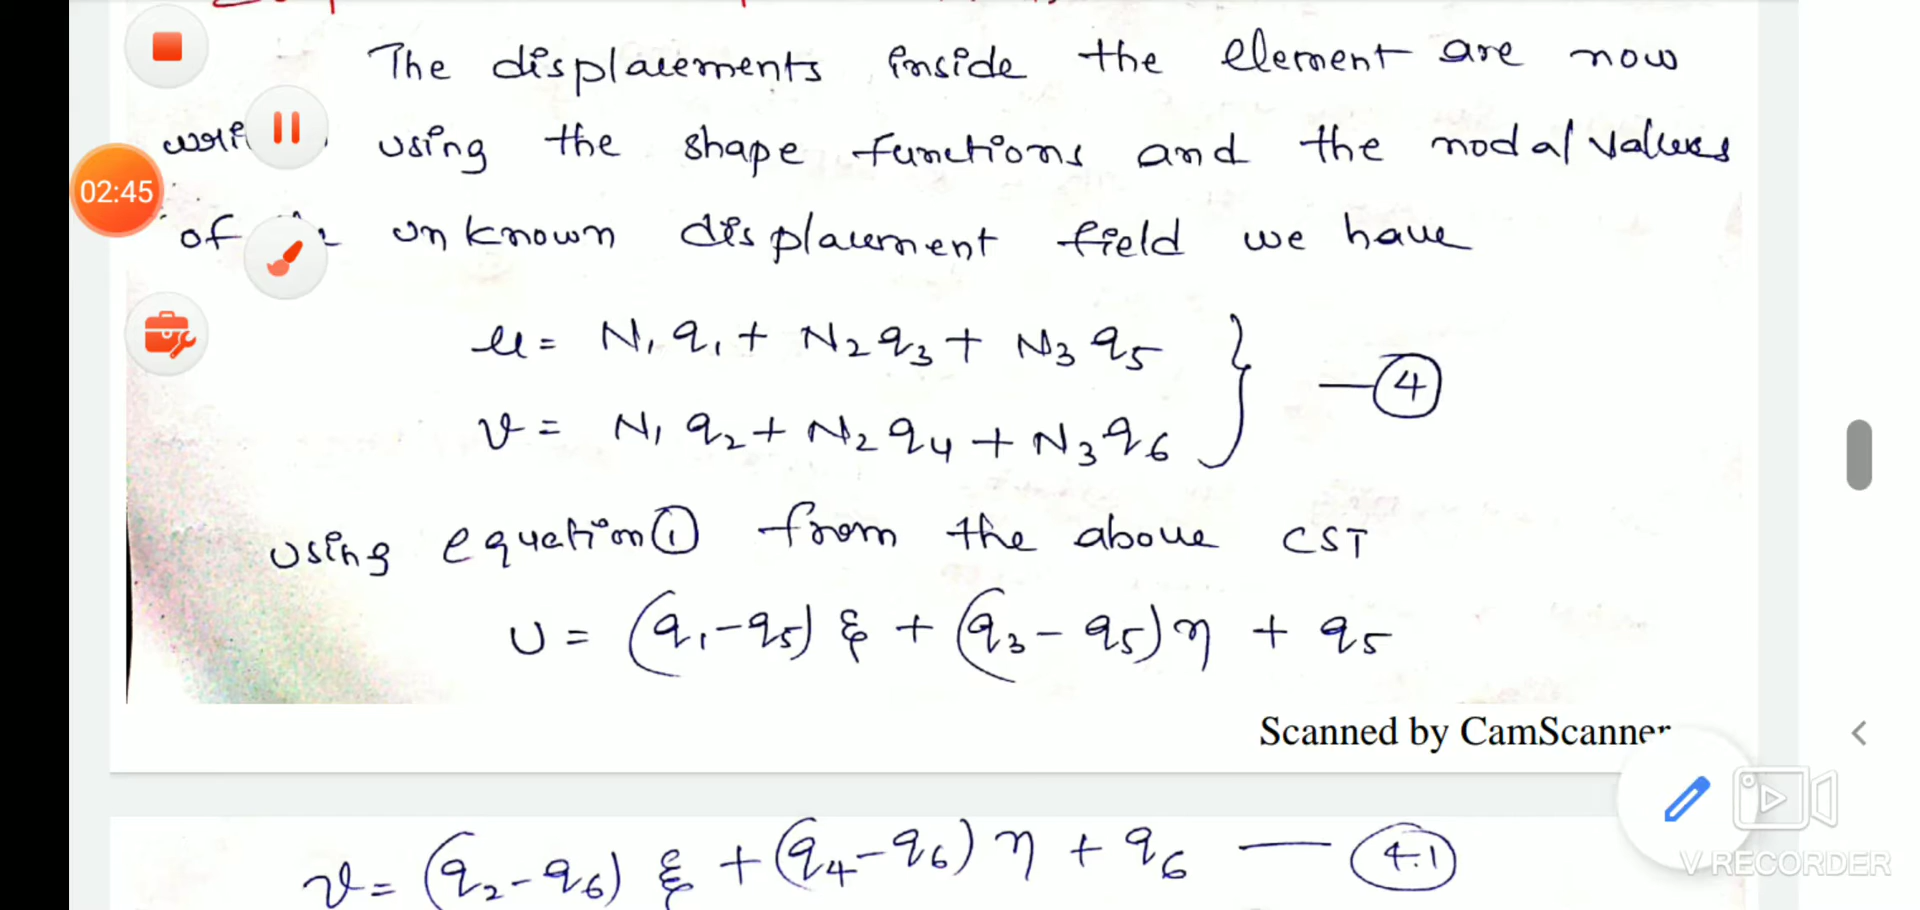 The displacements inside the element are now
using the shape functions and the nodal values
02:45
of unknown displacement field we have
u = N₁ q₁ + N₂ q₃ + N₃ q₅
— ④
v = N₁ q₂ + N₂ q₄ + N₃ q₆
using equation ① from the above CST
U = (q₁ - q₅) ξ + (q₃ - q₅) η + q₅
Scanned by CamScanner
v = (q₂ - q₆) ξ + (q₄ - q₆) η + q₆ — (4.1)
V RECORDER